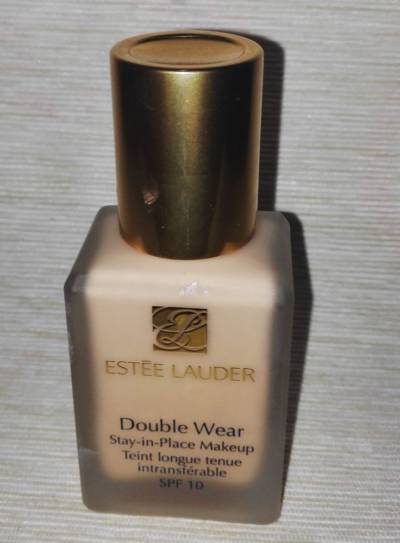 ESTĒE LAUDER
Double Wear
Stay-in-Place Makeup
Teint longue tenue
intransférable
SPF 10